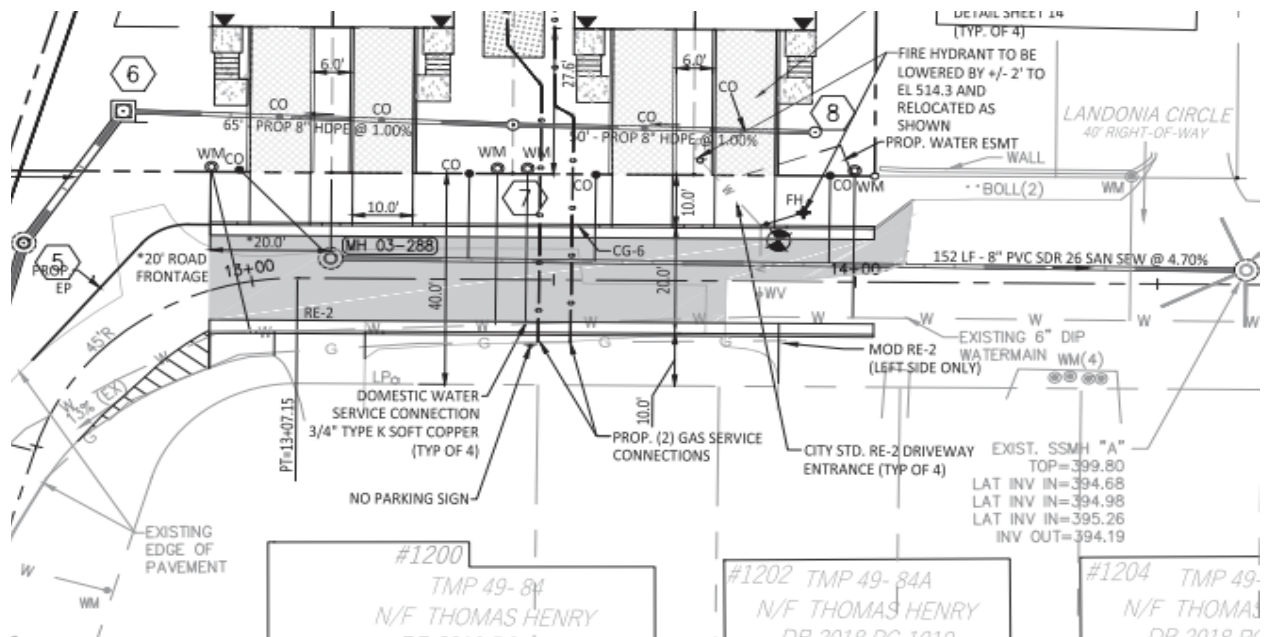 DETAIL SHEET 14
(TYP. OF 4)
FIRE HYDRANT TO BE
LOWERED BY +/- 2' TO
EL 514.3 AND
RELOCATED AS
SHOWN
PROP. WATER ESMT
LANDONIA CIRCLE
40' RIGHT-OF-WAY
WALL
BOLL(2)
WM
6
6.0'
27.6'
6.0'
CO
8
CO
CO
CO
65' - PROP 8" HDPE @ 1.00%
- PROP 8" HDPE @ 1.00%
WM
CO
CO
WM
WM
7
CO
CO
WM
W
FH
10.0'
10.0'
5
PROP.
EP
*20' ROAD
FRONTAGE
*20.0'
13+00
MH 03-288
CG-6
14+00
152 LF - 8" PVC SDR 26 SAN SEW @ 4.70%
RE-2
40.0'
20.0'
WV
W
W
W
W
W
W
W
W
W
W
G
G
G
45'R
W
13% (EX)
W
G
LP
EXISTING 6" DIP
WATERMAIN
WM(4)
MOD RE-2
(LEFT SIDE ONLY)
DOMESTIC WATER
SERVICE CONNECTION
3/4" TYPE K SOFT COPPER
(TYP OF 4)
10.0'
PT=13+07.15
PROP. (2) GAS SERVICE
CONNECTIONS
CITY STD. RE-2 DRIVEWAY
ENTRANCE (TYP OF 4)
NO PARKING SIGN
EXIST. SSMH "A"
TOP=399.80
LAT INV IN=394.68
LAT INV IN=394.98
LAT INV IN=395.26
INV OUT=394.19
EXISTING
EDGE OF
PAVEMENT
W
WM
#1200
TMP 49- 84
N/F THOMAS HENRY
#1202 TMP 49- 84A
N/F THOMAS HENRY
DB 2018 PG 1919
#1204 TMP 49-
N/F THOMAS